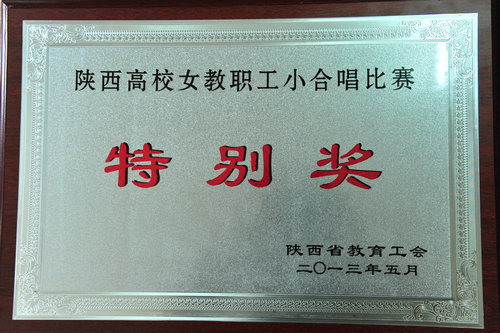 陕西高校女教职工小合唱比赛
特别奖
陕西省教育工会
二〇一三年五月